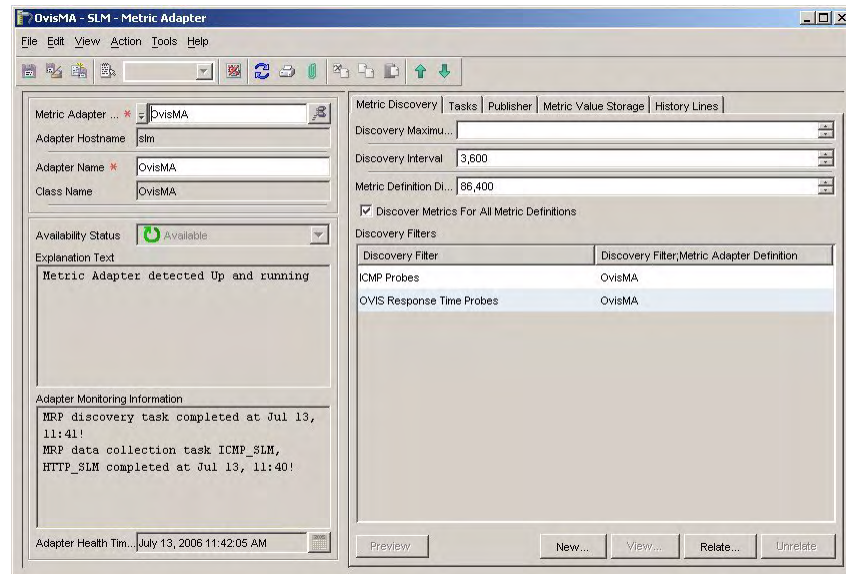 OvisMA - SLM - Metric Adapter
File Edit View Action Tools Help
Metric Adapter ... * OvisMA
Adapter Hostname slm
Adapter Name * OvisMA
Class Name OvisMA
Availability Status Available
Explanation Text
Metric Adapter detected Up and running
Adapter Monitoring Information
MRP discovery task completed at Jul 13,
11:41!
MRP data collection task ICMP_SLM,
HTTP_SLM completed at Jul 13, 11:40!
Adapter Health Tim... July 13, 2006 11:42:05 AM
Metric Discovery Tasks Publisher Metric Value Storage History Lines
Discovery Maximu...
Discovery Interval 3,600
Metric Definition Di... 86,400
Discover Metrics For All Metric Definitions
Discovery Filters
Discovery Filter Discovery Filter;Metric Adapter Definition
ICMP Probes OvisMA
OVIS Response Time Probes OvisMA
Preview New... View... Relate... Unrelate